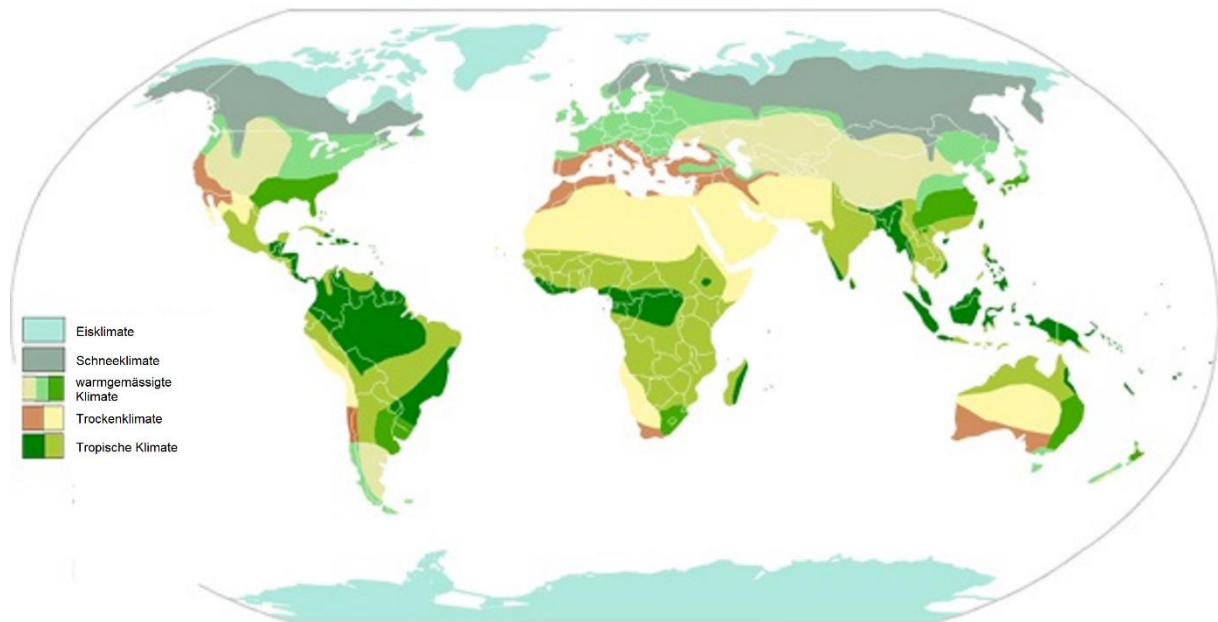 Eisklimate
Schneeklimate
warmgemässigte
Klimate
Trockenklimate
Tropische Klimate